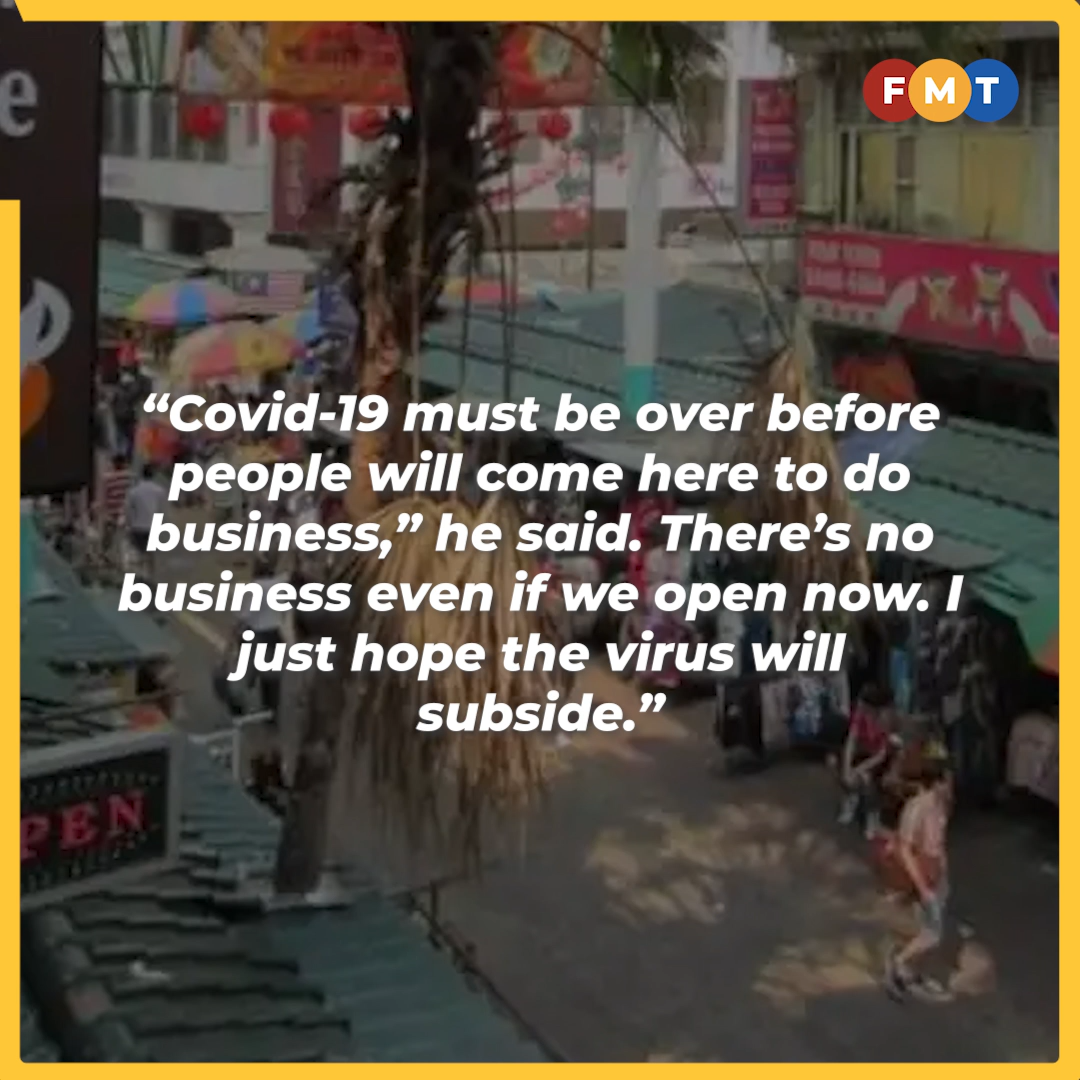 e
FMT
“Covid-19 must be over before
people will come here to do
business,” he said. There’s no
business even if we open now. I
just hope the virus will
subside.”
PEN